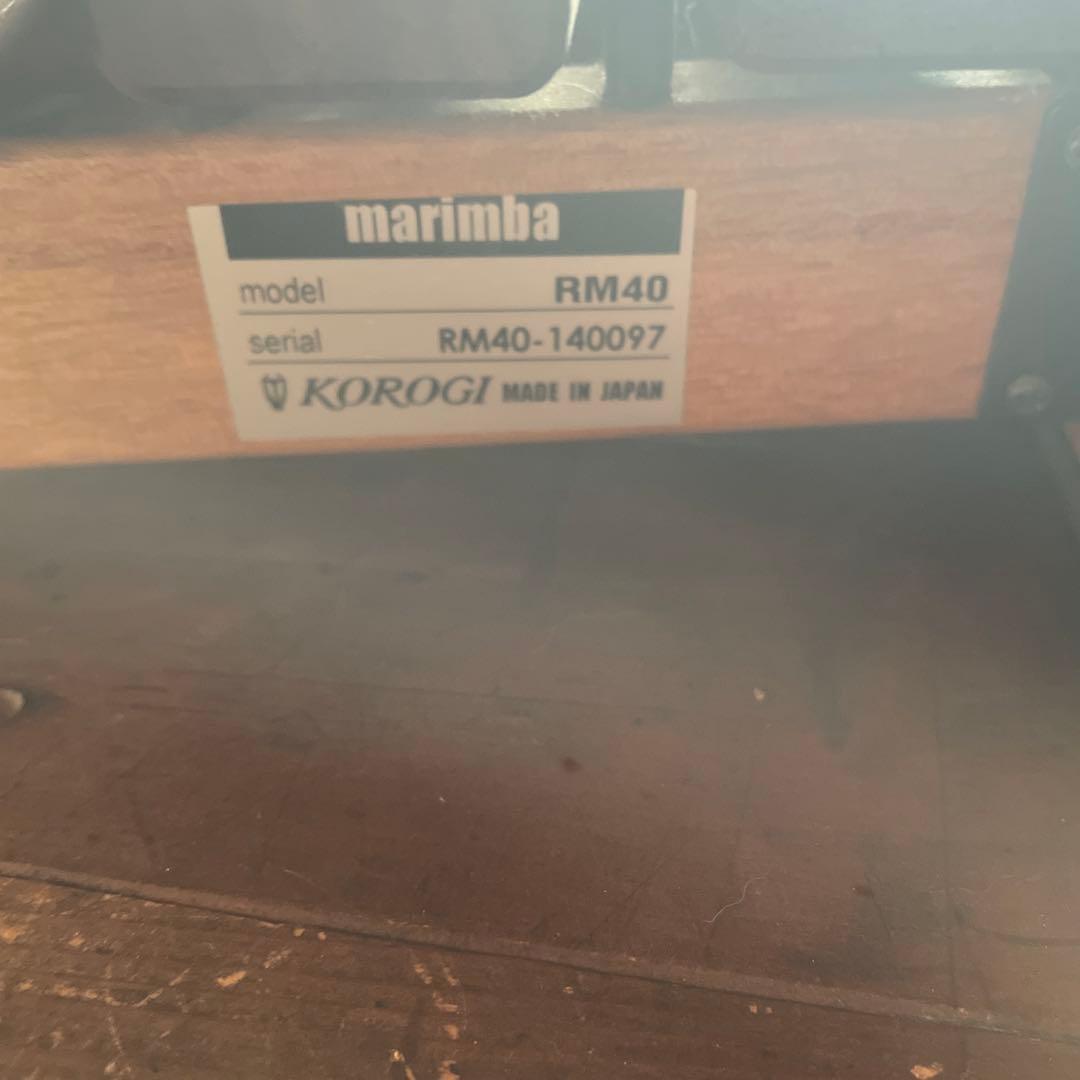 marimba
model RM40
serial RM40-140097
KOROGI MADE IN JAPAN